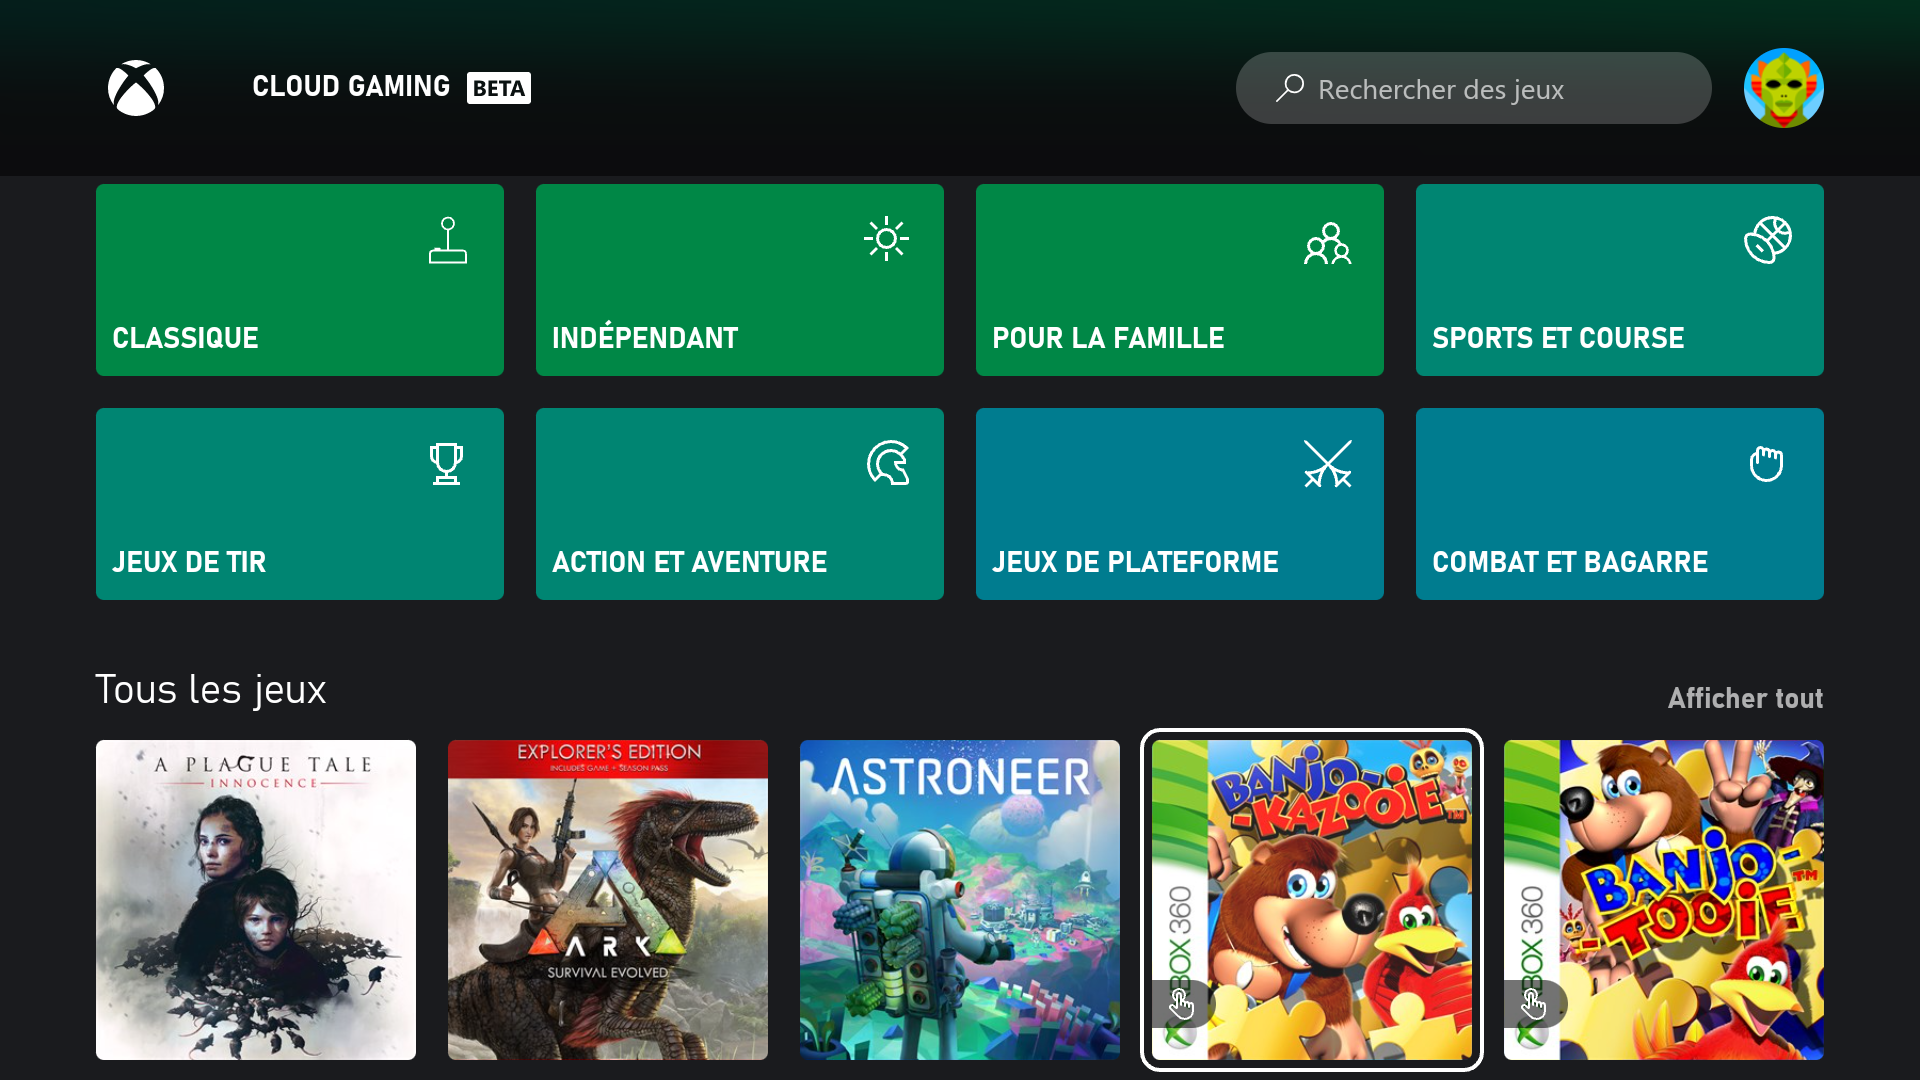 CLOUD GAMING BETA
Rechercher des jeux
CLASSIQUE
INDÉPENDANT
POUR LA FAMILLE
SPORTS ET COURSE
JEUX DE TIR
ACTION ET AVENTURE
JEUX DE PLATEFORME
COMBAT ET BAGARRE
Tous les jeux
Afficher tout
A PLAGUE TALE
INNOCENCE
EXPLORER'S EDITION
INCLUDES GAME + SEASON PASS
ARK
SURVIVAL EVOLVED
ASTRONEER
XBOX 360
BANJO-
-KAZOOIE™
XBOX 360
BANJO-
-TOOIE™